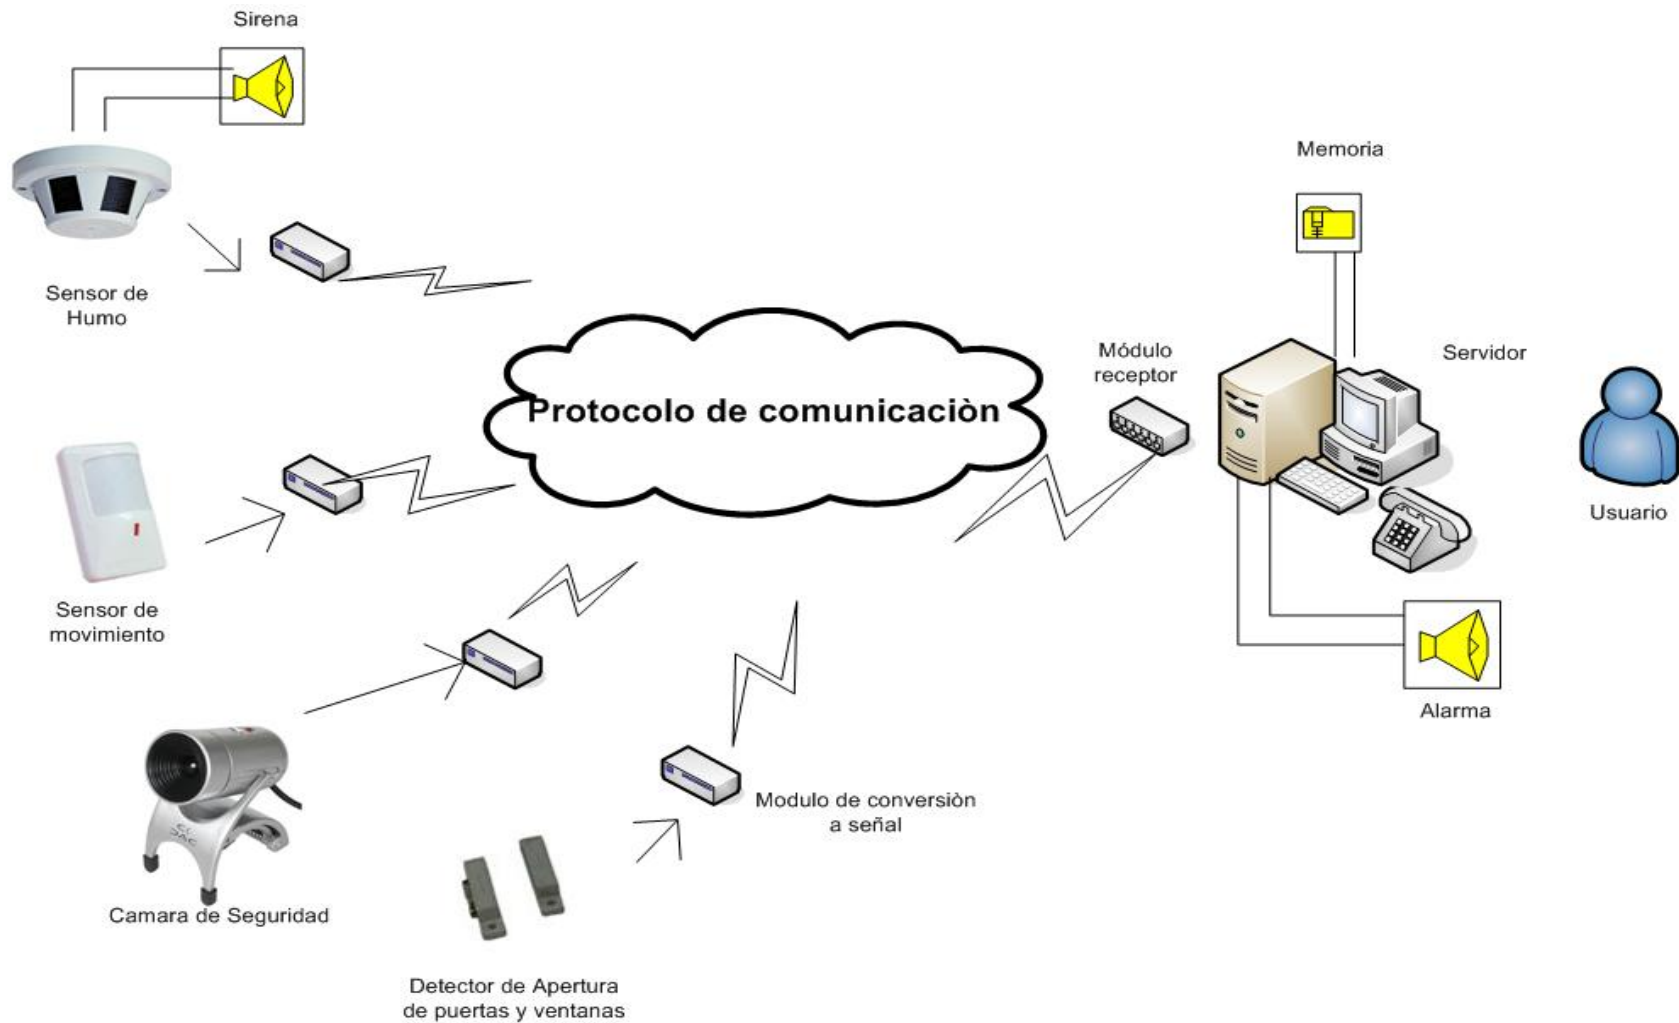 Sirena
Memoria
Sensor de
Humo
Módulo
receptor
Servidor
Protocolo de comunicaciòn
Usuario
Sensor de
movimiento
Alarma
Modulo de conversiòn
a señal
Camara de Seguridad
Detector de Apertura
de puertas y ventanas